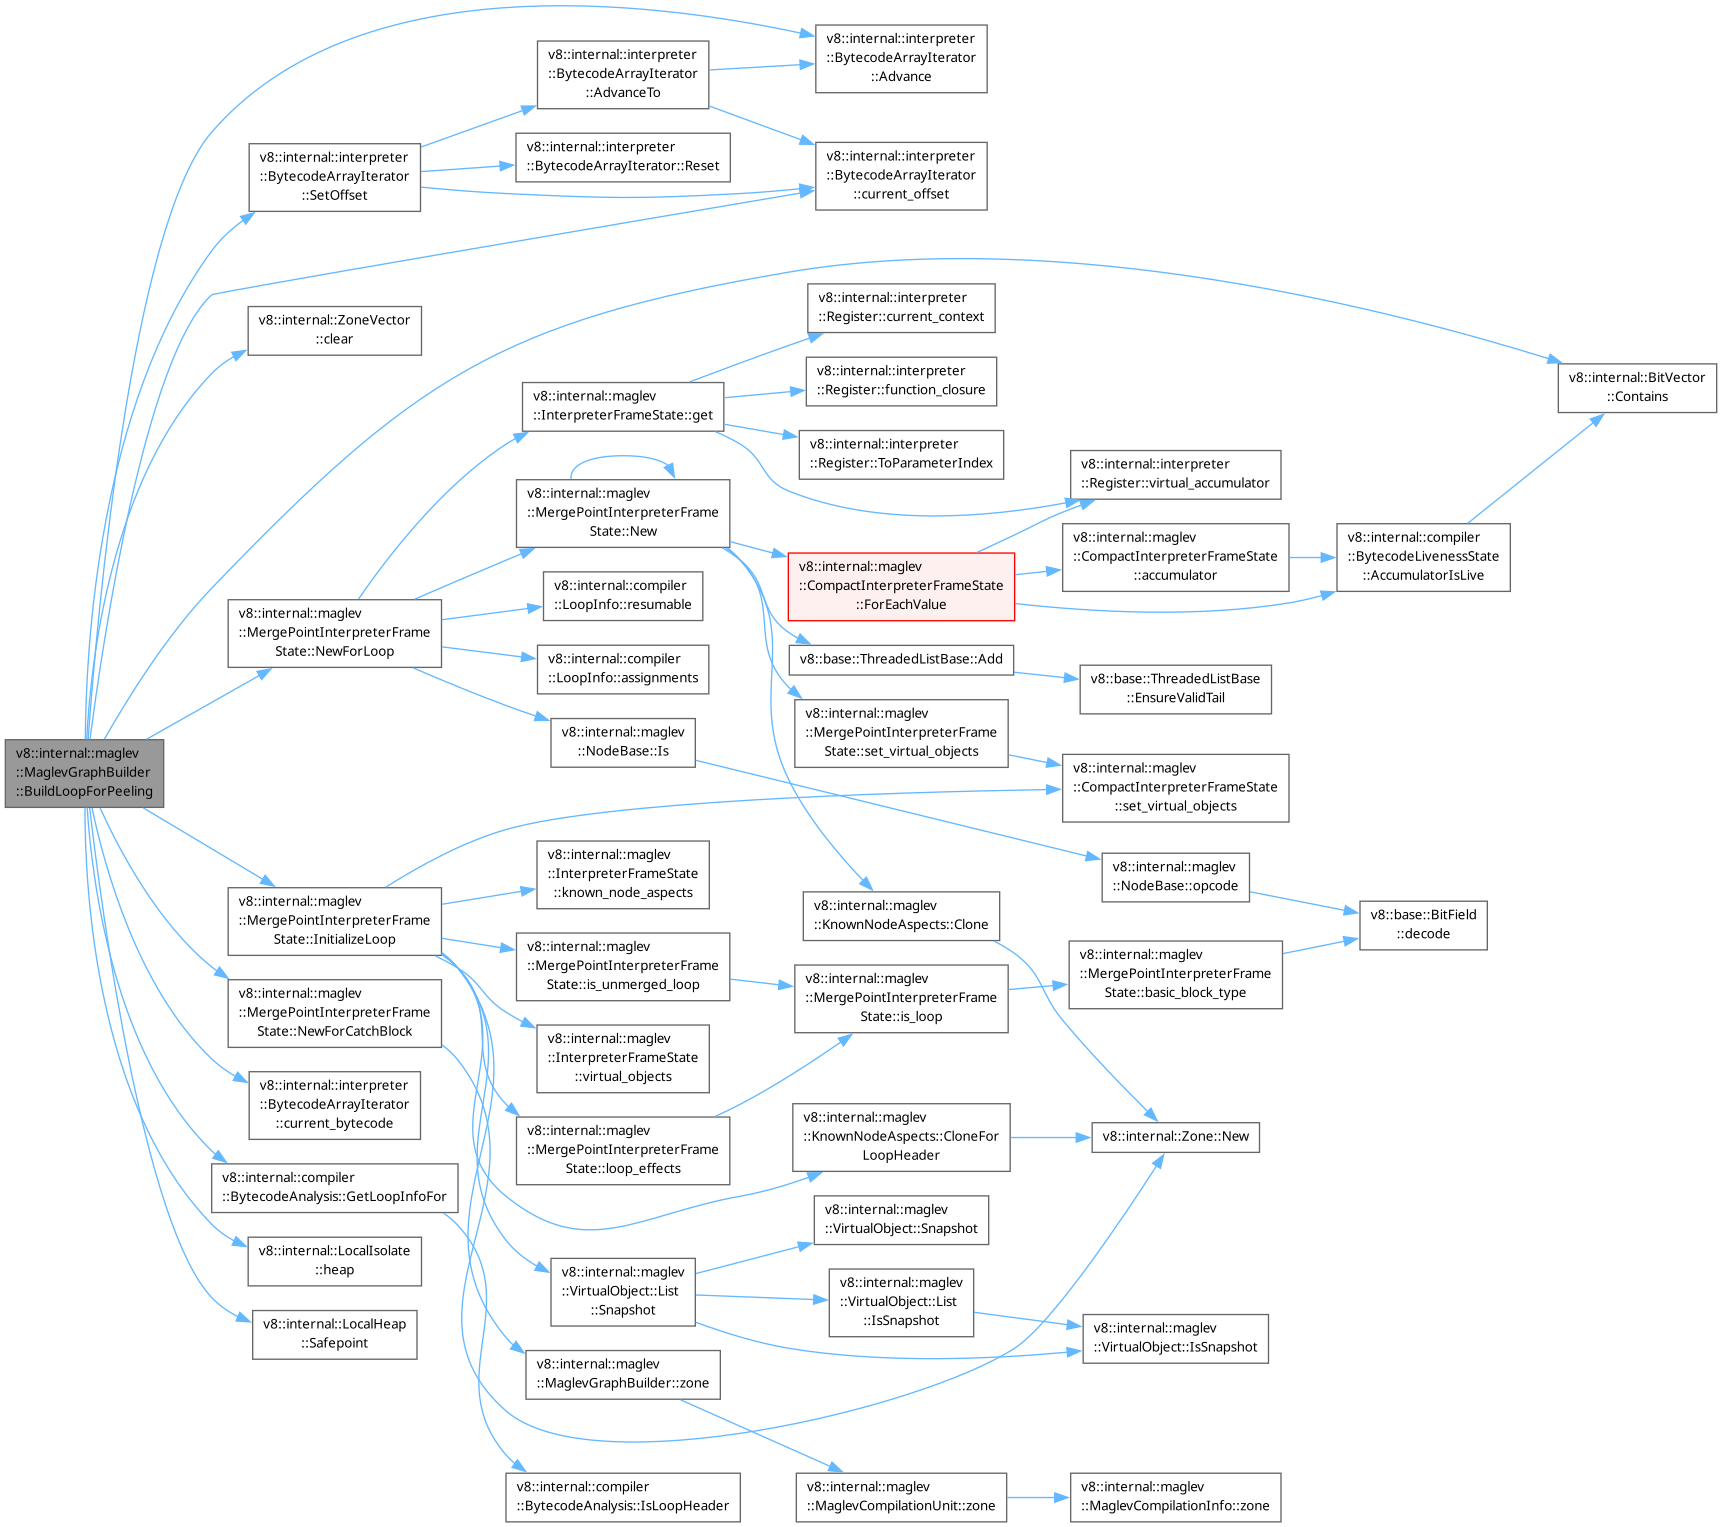 v8::internal::maglev
::MaglevGraphBuilder
::BuildLoopForPeeling
v8::internal::interpreter
::BytecodeArrayIterator
::SetOffset
v8::internal::ZoneVector
::clear
v8::internal::maglev
::MergePointInterpreterFrame
State::NewForLoop
v8::internal::maglev
::MergePointInterpreterFrame
State::InitializeLoop
v8::internal::maglev
::MergePointInterpreterFrame
State::NewForCatchBlock
v8::internal::interpreter
::BytecodeArrayIterator
::current_bytecode
v8::internal::compiler
::BytecodeAnalysis::GetLoopInfoFor
v8::internal::LocalIsolate
::heap
v8::internal::LocalHeap
::Safepoint
v8::internal::interpreter
::BytecodeArrayIterator
::AdvanceTo
v8::internal::interpreter
::BytecodeArrayIterator::Reset
v8::internal::maglev
::InterpreterFrameState::get
v8::internal::maglev
::MergePointInterpreterFrame
State::New
v8::internal::compiler
::LoopInfo::resumable
v8::internal::compiler
::LoopInfo::assignments
v8::internal::maglev
::NodeBase::Is
v8::internal::maglev
::InterpreterFrameState
::known_node_aspects
v8::internal::maglev
::MergePointInterpreterFrame
State::is_unmerged_loop
v8::internal::maglev
::InterpreterFrameState
::virtual_objects
v8::internal::maglev
::MergePointInterpreterFrame
State::loop_effects
v8::internal::maglev
::VirtualObject::List
::Snapshot
v8::internal::maglev
::MaglevGraphBuilder::zone
v8::internal::compiler
::BytecodeAnalysis::IsLoopHeader
v8::internal::interpreter
::BytecodeArrayIterator
::Advance
v8::internal::interpreter
::BytecodeArrayIterator
::current_offset
v8::internal::interpreter
::Register::current_context
v8::internal::interpreter
::Register::function_closure
v8::internal::interpreter
::Register::ToParameterIndex
v8::internal::maglev
::CompactInterpreterFrameState
::ForEachValue
v8::base::ThreadedListBase::Add
v8::internal::maglev
::MergePointInterpreterFrame
State::set_virtual_objects
v8::internal::maglev
::KnownNodeAspects::Clone
v8::internal::maglev
::MergePointInterpreterFrame
State::is_loop
v8::internal::maglev
::KnownNodeAspects::CloneFor
LoopHeader
v8::internal::maglev
::VirtualObject::Snapshot
v8::internal::maglev
::VirtualObject::List
::IsSnapshot
v8::internal::maglev
::MaglevCompilationUnit::zone
v8::internal::interpreter
::Register::virtual_accumulator
v8::internal::maglev
::CompactInterpreterFrameState
::accumulator
v8::base::ThreadedListBase
::EnsureValidTail
v8::internal::maglev
::CompactInterpreterFrameState
::set_virtual_objects
v8::internal::maglev
::NodeBase::opcode
v8::internal::maglev
::MergePointInterpreterFrame
State::basic_block_type
v8::internal::Zone::New
v8::internal::maglev
::VirtualObject::IsSnapshot
v8::internal::maglev
::MaglevCompilationInfo::zone
v8::internal::compiler
::BytecodeLivenessState
::AccumulatorIsLive
v8::base::BitField
::decode
v8::internal::BitVector
::Contains